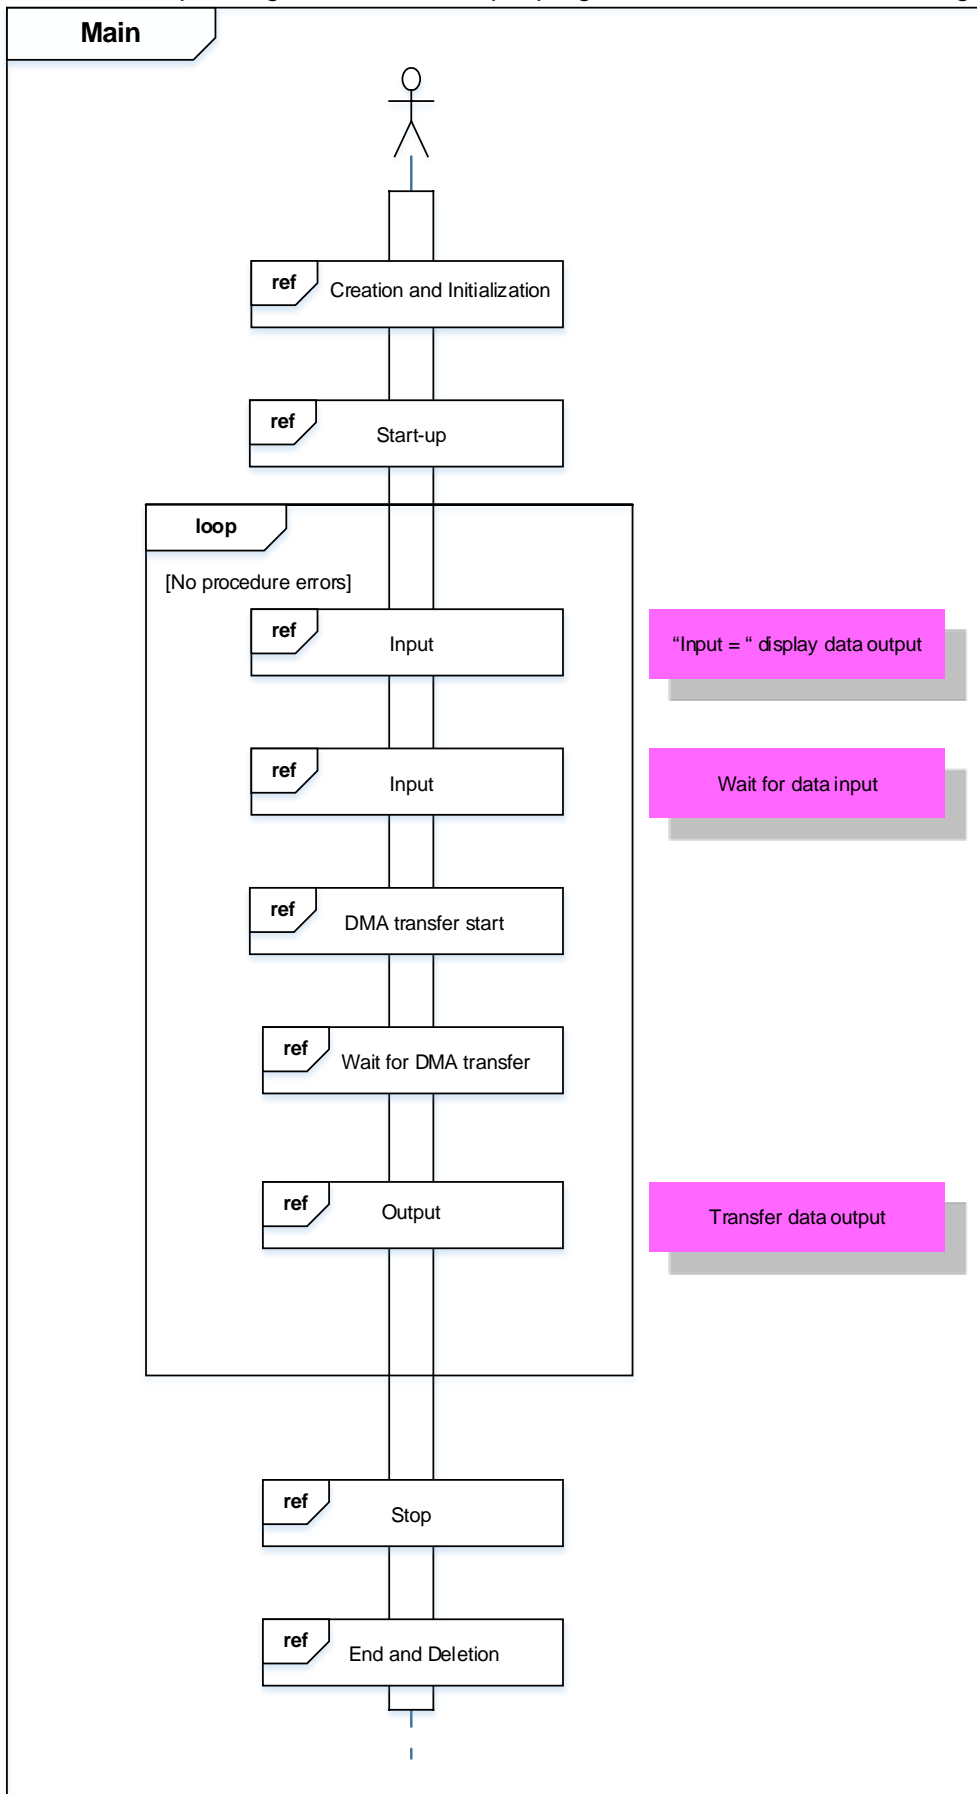 Main
ref
Creation and Initialization
ref
Start-up
loop
[No procedure errors]
ref
Input
“Input = “ display data output
ref
Input
Wait for data input
ref
DMA transfer start
ref
Wait for DMA transfer
ref
Output
Transfer data output
ref
Stop
ref
End and Deletion